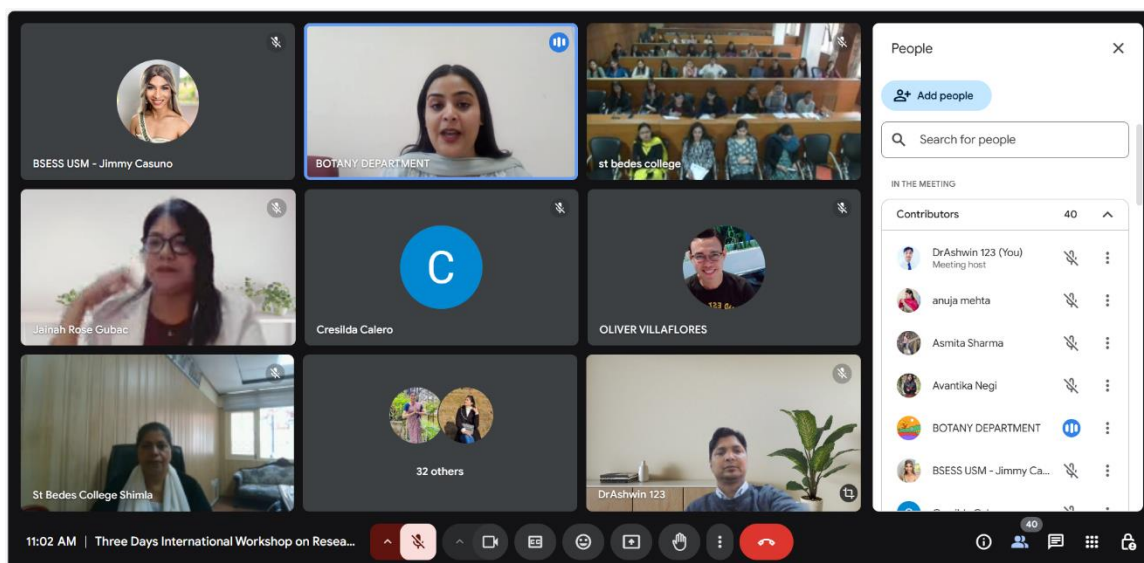 BSESS USM - Jimmy Casuno
BOTANY DEPARTMENT
st bedes college
Jainah Rose Gubac
C
Cresilda Calero
OLIVER VILLAFLORES
St Bedes College Shimla
32 others
DrAshwin 123
11:02 AM | Three Days International Workshop on Resea...
People
Add people
Search for people
IN THE MEETING
Contributors 40
DrAshwin 123 (You)
Meeting host
anuja mehta
Asmita Sharma
Avantika Negi
BOTANY DEPARTMENT
BSESS USM - Jimmy Ca...
40